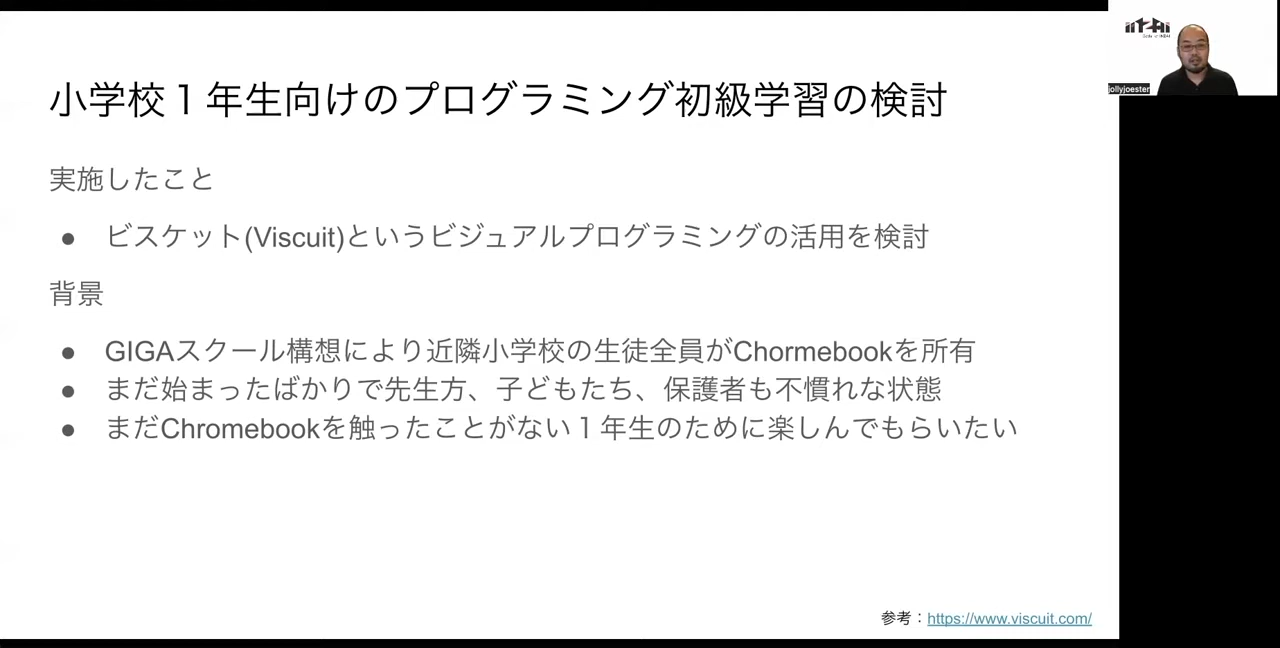 小学校１年生向けのプログラミング初級学習の検討
実施したこと
● ビスケット(Viscuit)というビジュアルプログラミングの活用を検討
背景
● GIGAスクール構想により近隣小学校の生徒全員がChormebookを所有
● まだ始まったばかりで先生方、子どもたち、保護者も不慣れな状態
● まだChromebookを触ったことがない１年生のために楽しんでもらいたい
参考：https://www.viscuit.com/
jollyjoester